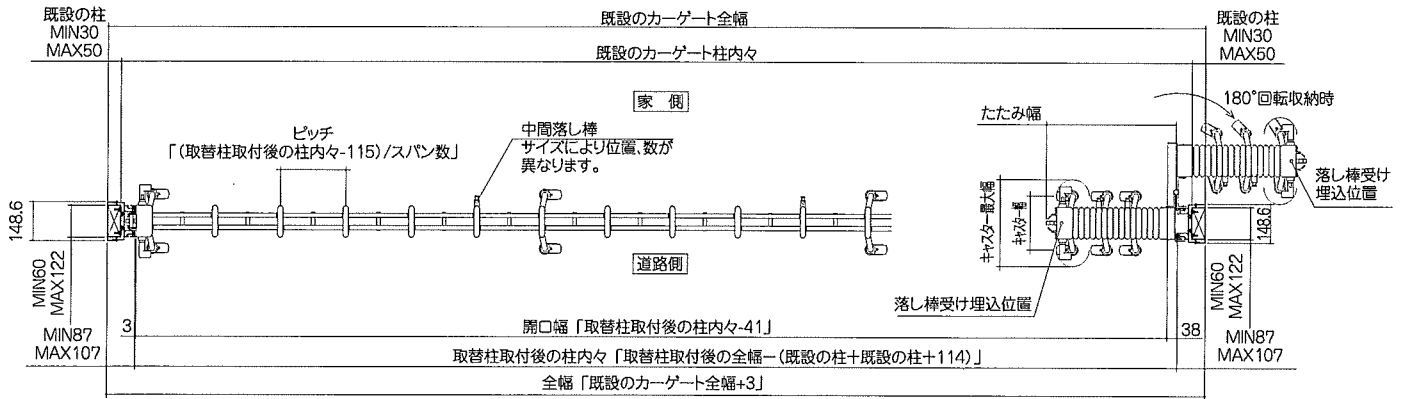 既設の柱
MIN30
MAX50
既設のカーゲート全幅
既設の柱
MIN30
MAX50
既設のカーゲート柱内々
家 側
180°回転収納時
たたみ幅
ピッチ
「(取替柱取付後の柱内々-115)/スパン数」
中間落し棒
サイズにより位置、数が
異なります。
落し棒受け
埋込位置
キャスター最大幅
キャスター幅
148.6
148.6
道路側
MIN60
MAX122
MIN60
MAX122
落し棒受け埋込位置
MIN87
MAX107
3
開口幅「取替柱取付後の柱内々-41」
38
MIN87
MAX107
取替柱取付後の柱内々「取替柱取付後の全幅-(既設の柱+既設の柱+114)」
全幅「既設のカーゲート全幅+3」